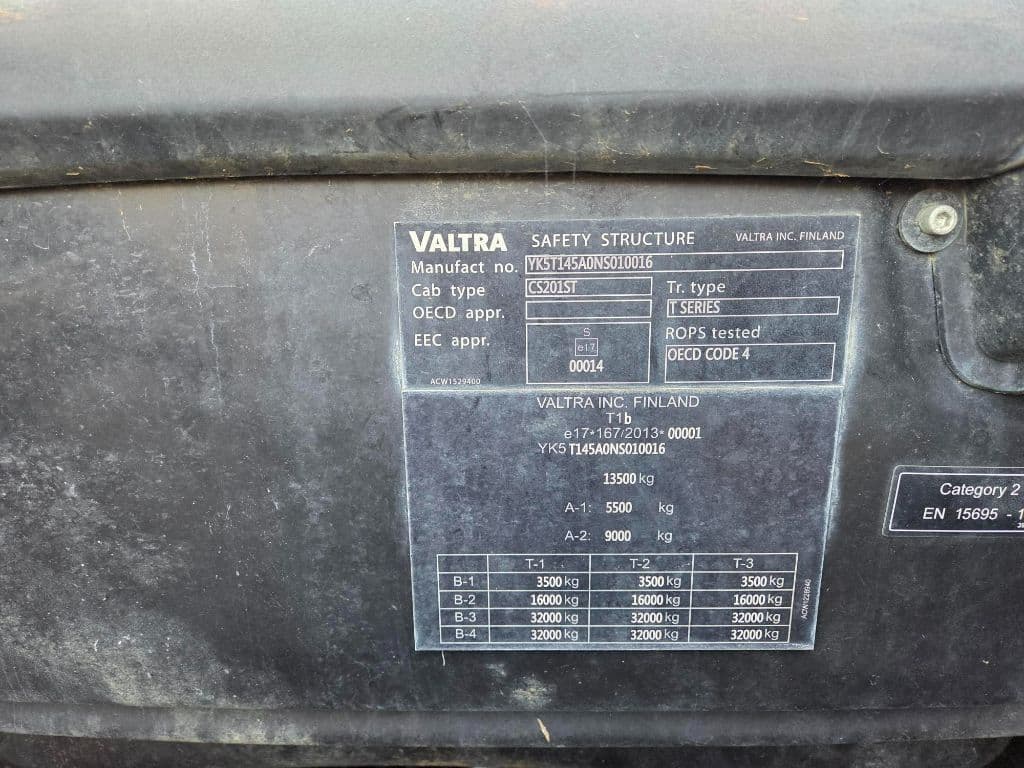 VALTRA SAFETY STRUCTURE VALTRA INC. FINLAND
Manufact no. YK5T145A0NS010016
Cab type CS201ST Tr. type
OECD appr. T SERIES
EEC appr. S ROPS tested
e17 OECD CODE 4
00014
ACW1529400
VALTRA INC. FINLAND
T1b
e17*167/2013*00001
YK5 T145A0NS010016
13500 kg
A-1: 5500 kg
A-2: 9000 kg
T-1 T-2 T-3
B-1 3500 kg 3500 kg 3500 kg
B-2 16000 kg 16000 kg 16000 kg
B-3 32000 kg 32000 kg 32000 kg
B-4 32000 kg 32000 kg 32000 kg
Category 2
EN 15695 - 1